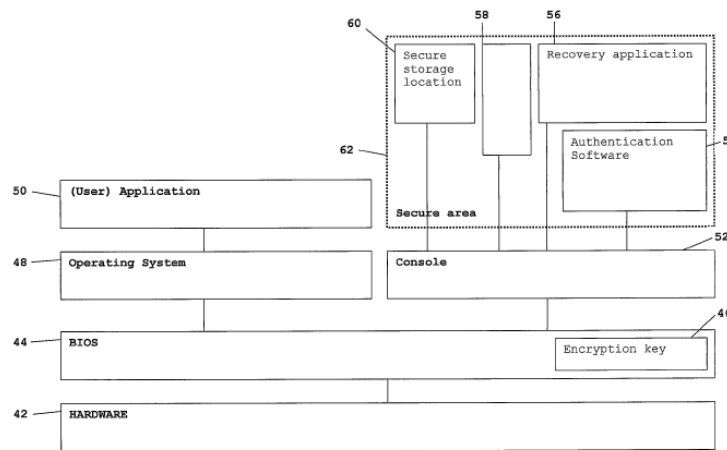 60
58
56
Secure
storage
location
Recovery application
62
Authentication
Software
50
(User) Application
Secure area
52
48
Operating System
Console
44
BIOS
Encryption key
42
HARDWARE